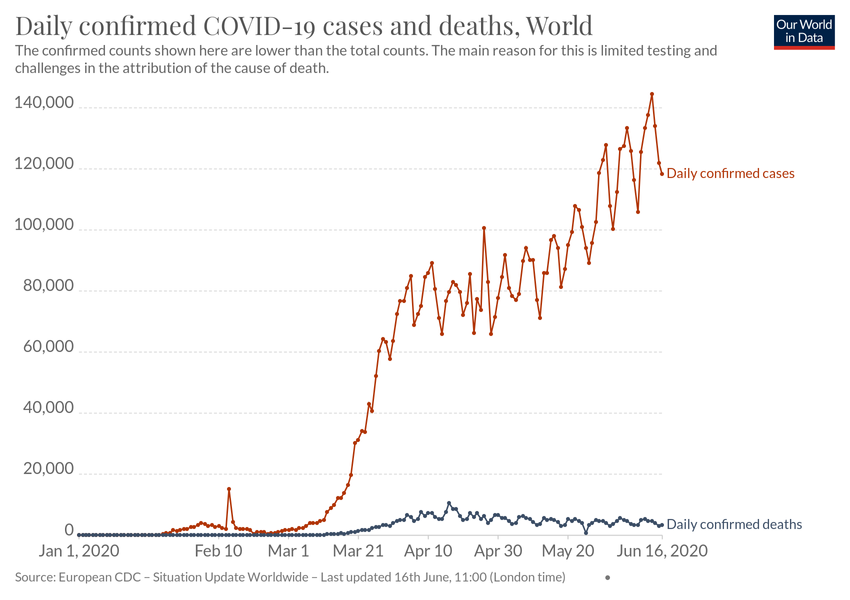 Daily confirmed COVID-19 cases and deaths, World
Our World
in Data
The confirmed counts shown here are lower than the total counts. The main reason for this is limited testing and
challenges in the attribution of the cause of death.
140,000
120,000
Daily confirmed cases
100,000
80,000
60,000
40,000
20,000
Daily confirmed deaths
0
Jan 1, 2020 Feb 10 Mar 1 Mar 21 Apr 10 Apr 30 May 20 Jun 16, 2020
Source: European CDC – Situation Update Worldwide – Last updated 16th June, 11:00 (London time) •